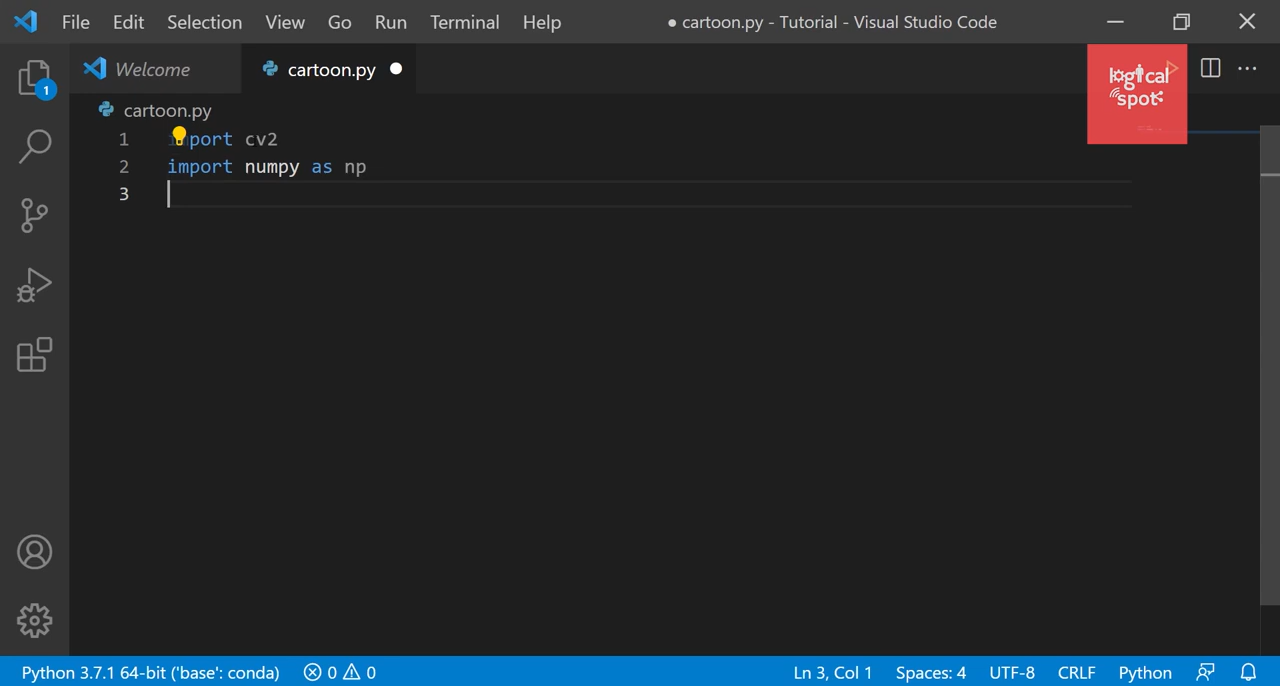 File Edit Selection View Go Run Terminal Help ● cartoon.py - Tutorial - Visual Studio Code
Welcome cartoon.py
logical
spot
cartoon.py
1 import cv2
2 import numpy as np
3
1
Python 3.7.1 64-bit ('base': conda) 0 0 Ln 3, Col 1 Spaces: 4 UTF-8 CRLF Python